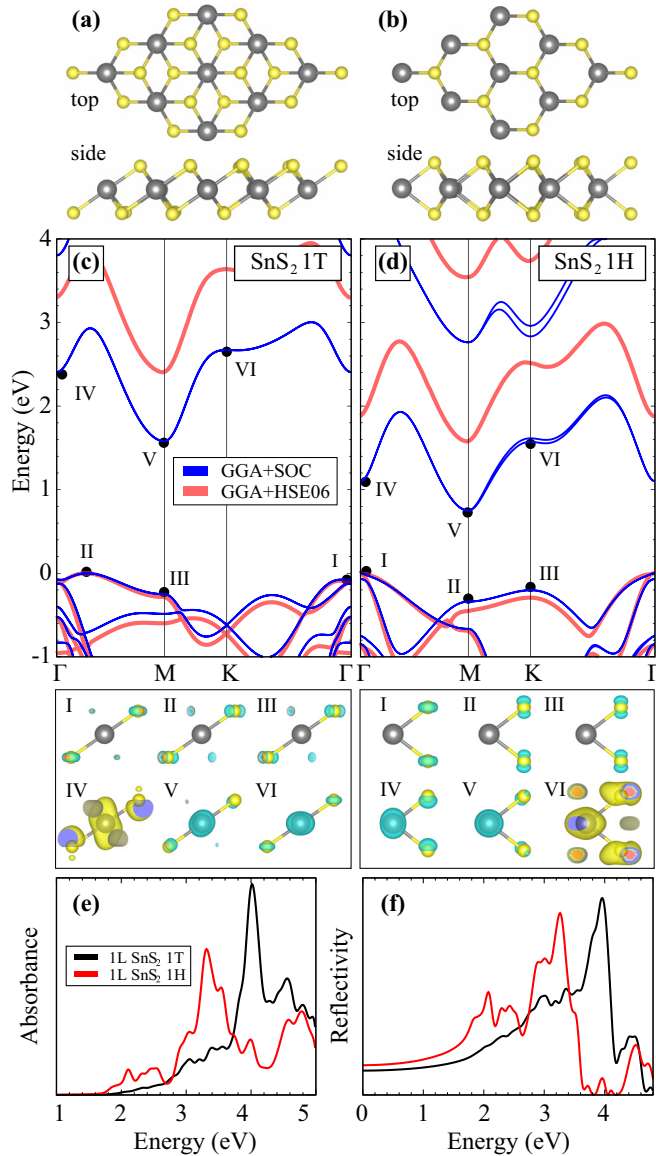 (a)
(b)
top
top
side
side
(c)
SnS₂ 1T
(d)
SnS₂ 1H
4
3
2
1
0
-1
Energy (eV)
IV
V
VI
GGA+SOC
GGA+HSE06
II
III
I
IV
V
VI
I
II
III
Γ
M
K
Γ
M
K
Γ
I
II
III
I
II
III
IV
V
VI
IV
V
VI
(e)
1L SnS₂ 1T
1L SnS₂ 1H
Absorbance
1
2
3
4
5
Energy (eV)
(f)
Reflectivity
0
1
2
3
4
Energy (eV)